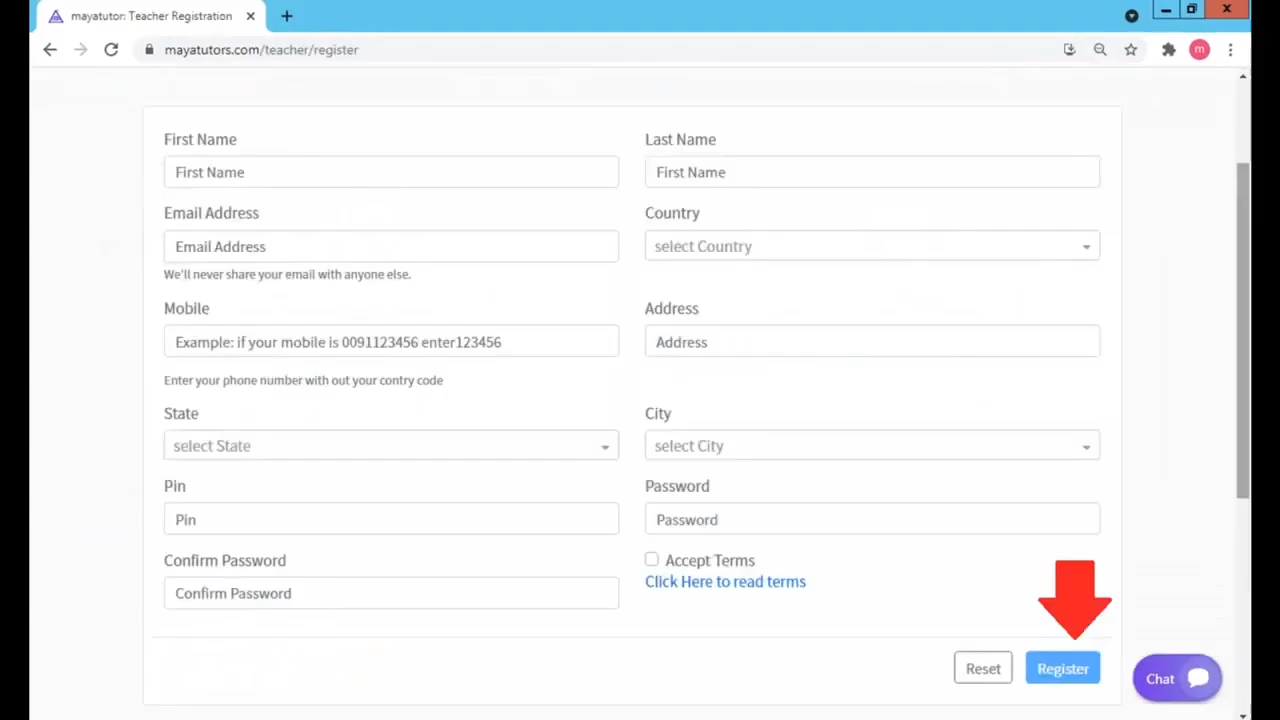 mayatutor: Teacher Registration
mayatutors.com/teacher/register
m
First Name
Last Name
First Name
First Name
Email Address
Country
Email Address
select Country
We'll never share your email with anyone else.
Mobile
Address
Example: if your mobile is 0091123456 enter123456
Address
Enter your phone number with out your contry code
State
City
select State
select City
Pin
Password
Pin
Password
Confirm Password
Accept Terms
Click Here to read terms
Confirm Password
Reset
Register
Chat